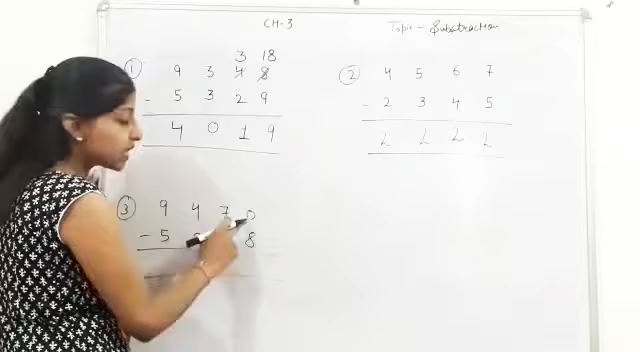 CH-3 Topic - Substraction
①
3 18
9 3 4 8
- 5 3 2 9
4 0 1 9
②
4 5 6 7
- 2 3 4 5
2 2 2 2
③
9 4 7 0
- 5 8